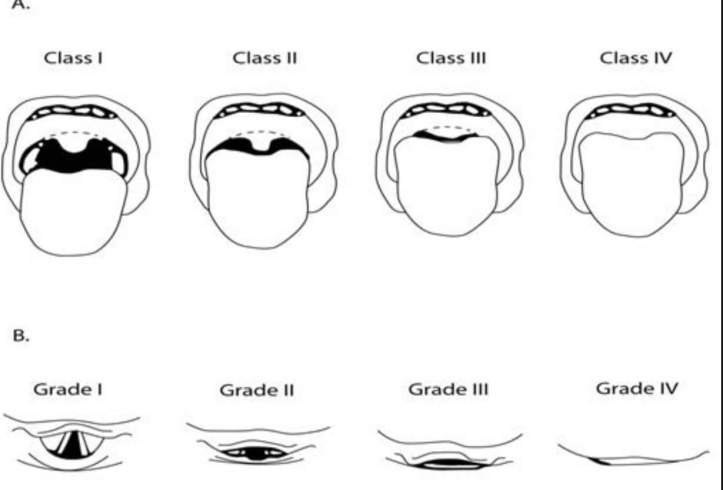 A.
Class I Class II Class III Class IV
B.
Grade I Grade II Grade III Grade IV